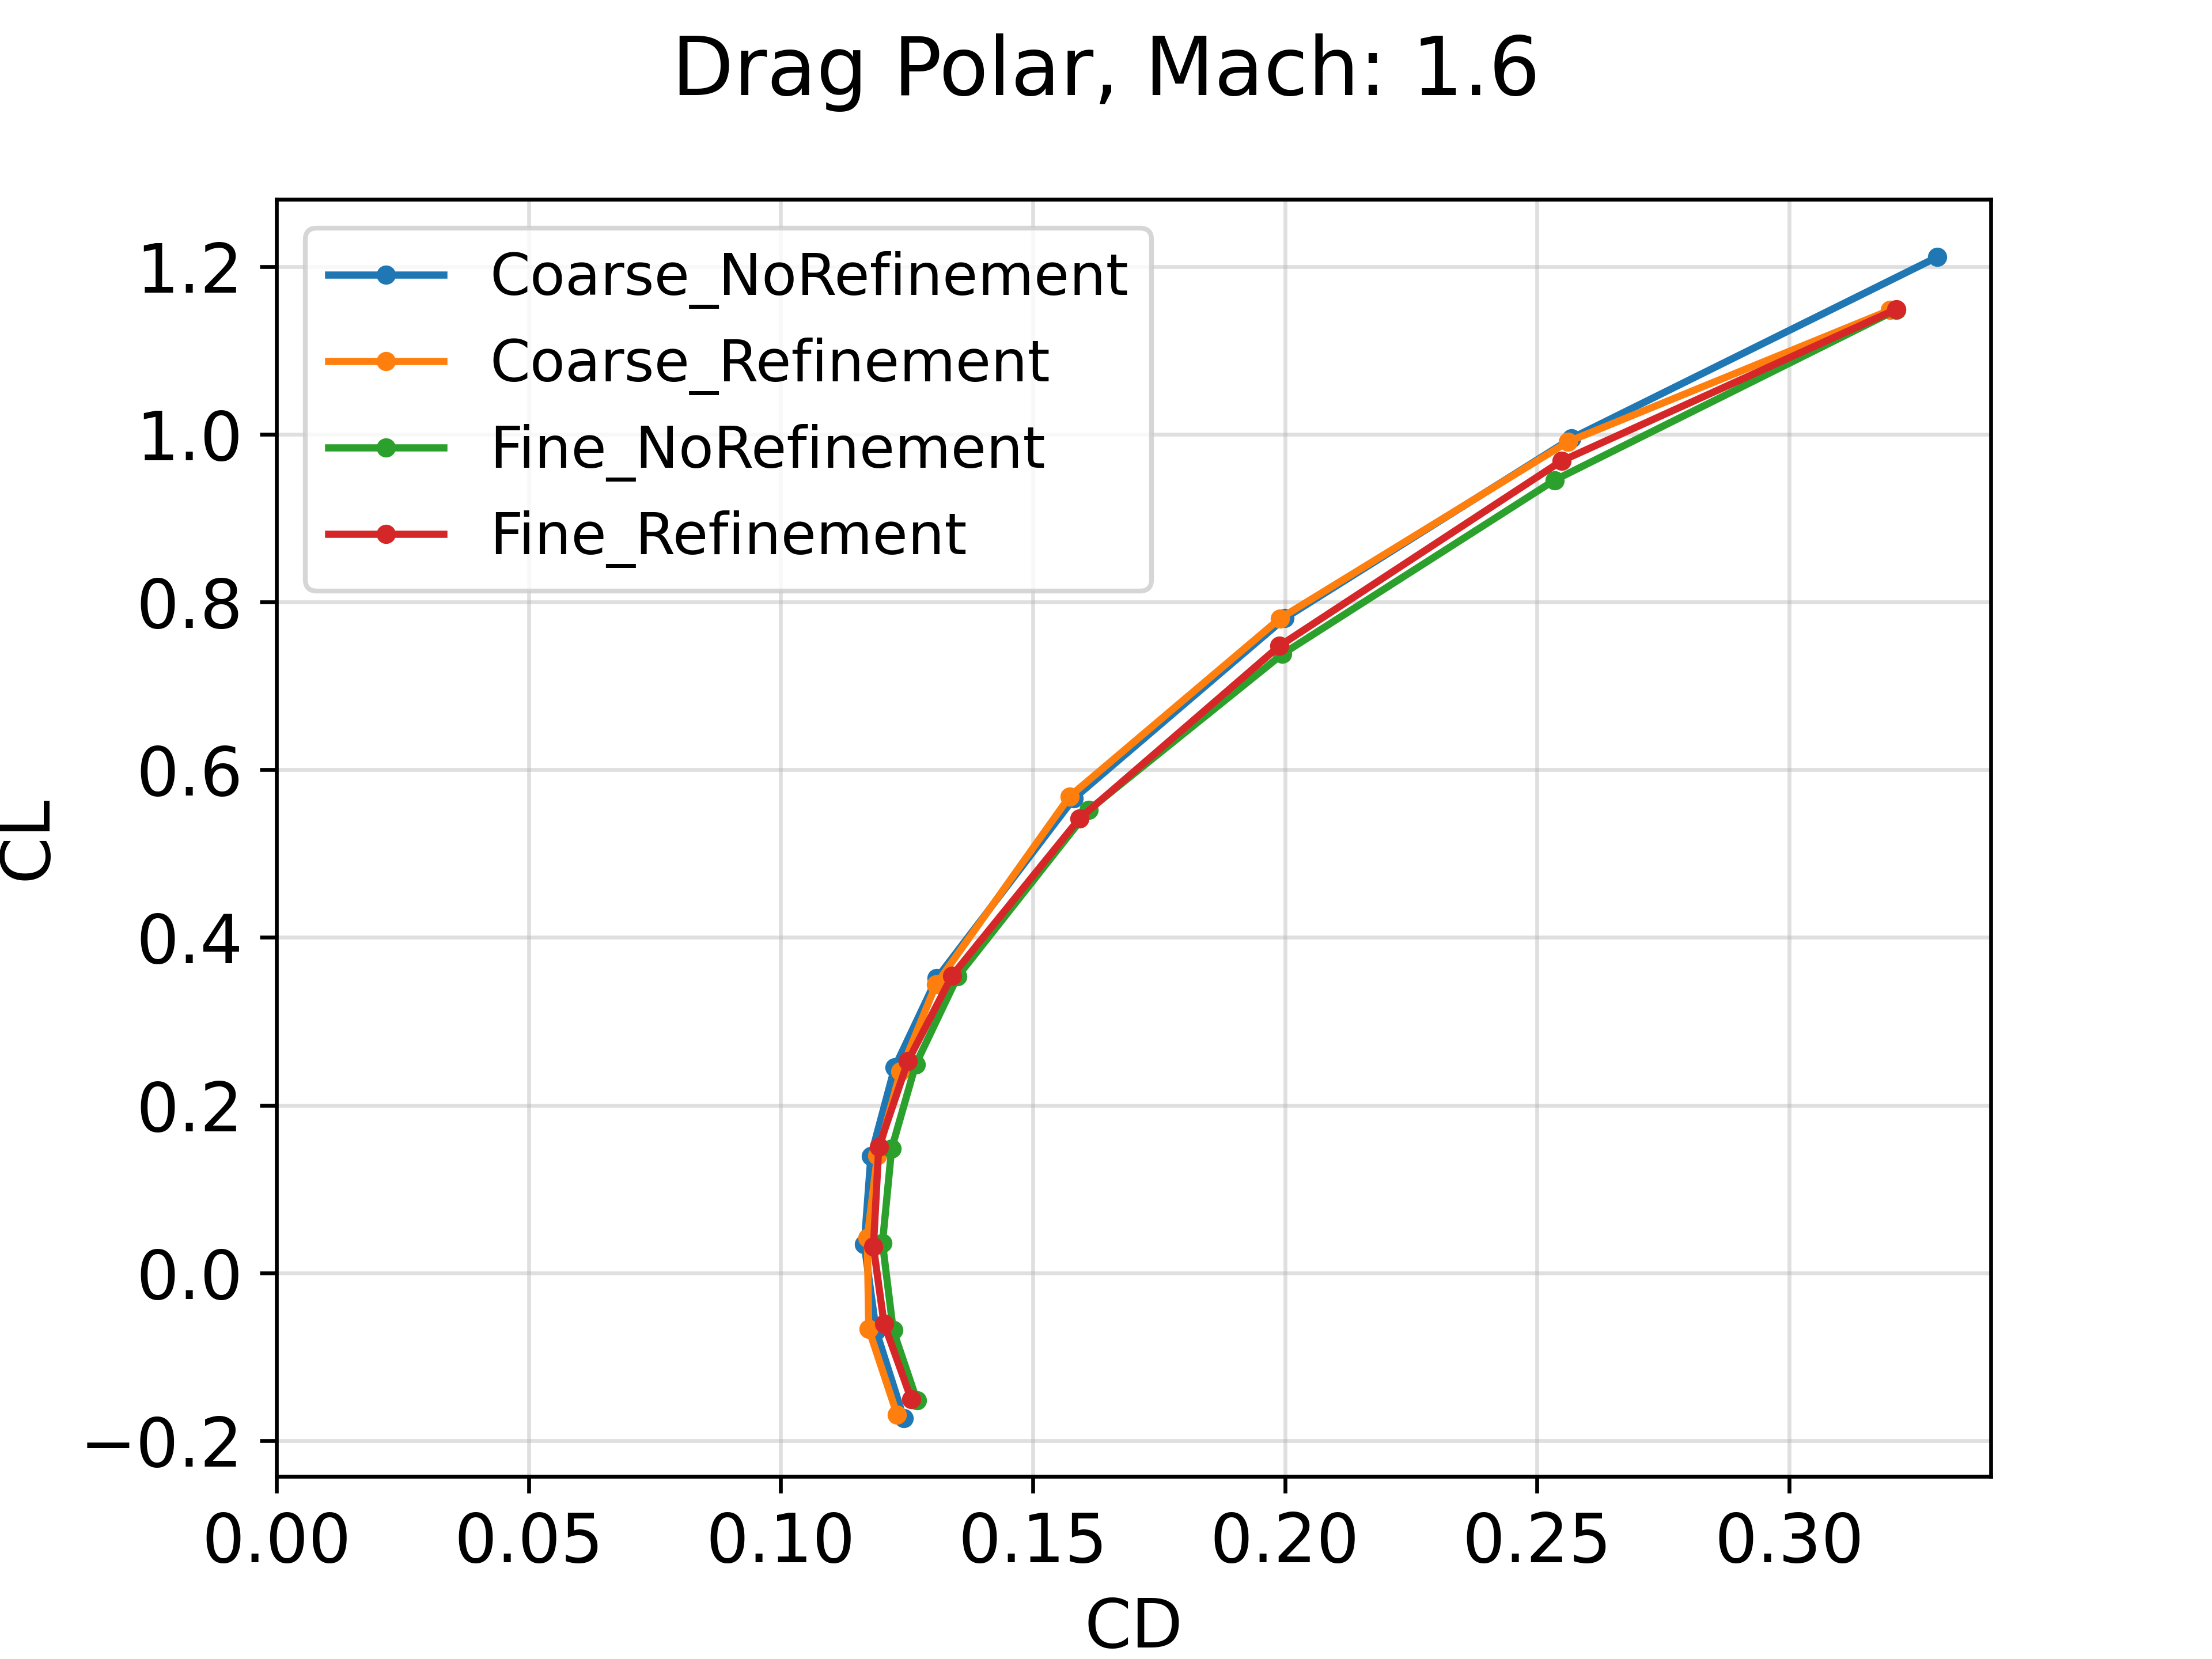 Drag Polar, Mach: 1.6
Coarse_NoRefinement
Coarse_Refinement
Fine_NoRefinement
Fine_Refinement
1.2
1.0
0.8
0.6
0.4
0.2
0.0
−0.2
CL
0.00 0.05 0.10 0.15 0.20 0.25 0.30
CD